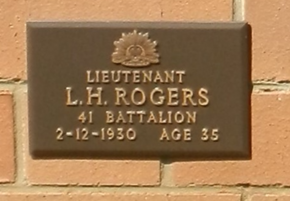 LIEUTENANT
L.H. ROGERS
41 BATTALION
2-12-1930 AGE 35